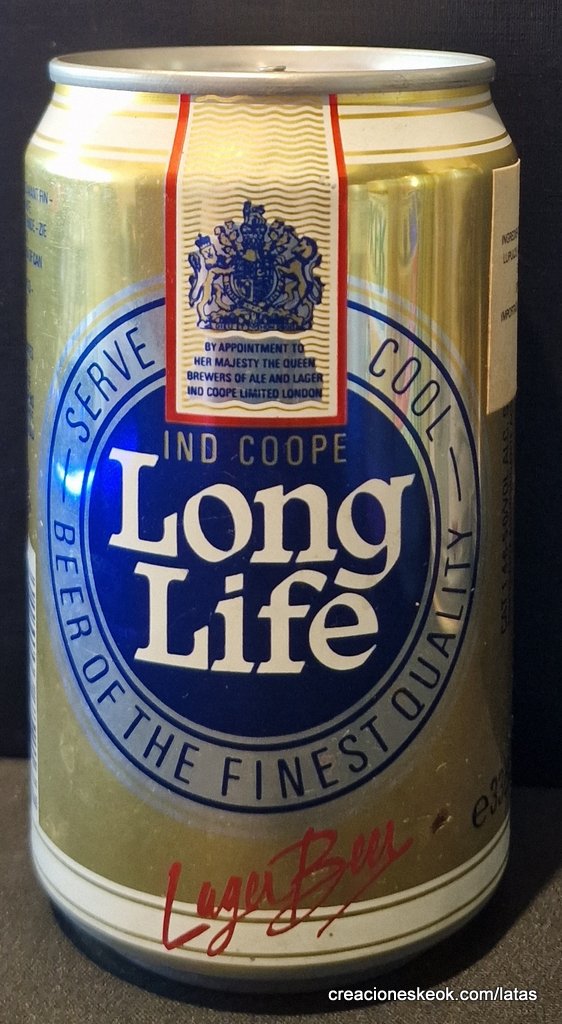 BY APPOINTMENT TO
HER MAJESTY THE QUEEN
BREWERS OF ALE AND LAGER
IND COOPE LIMITED LONDON
SERVE COOL
IND COOPE
Long
Life
BEER OF THE FINEST QUALITY
Lager Beer
e33
creacioneskeok.com/latas